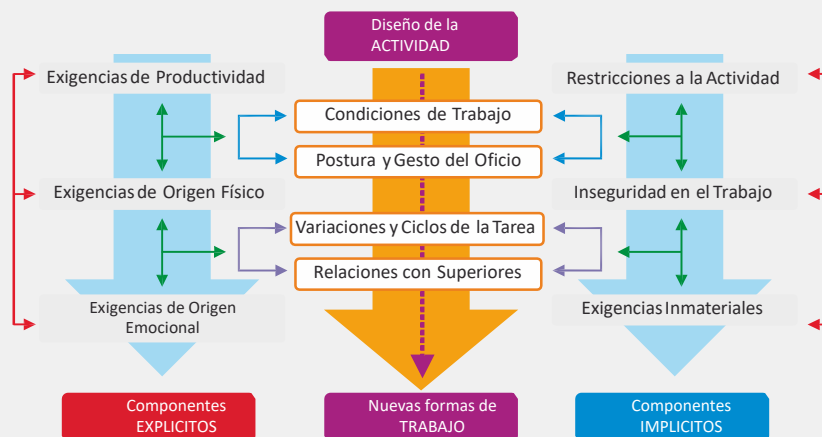 Diseño de la
ACTIVIDAD
Exigencias de Productividad
Restricciones a la Actividad
Condiciones de Trabajo
Postura y Gesto del Oficio
Exigencias de Origen Físico
Inseguridad en el Trabajo
Variaciones y Ciclos de la Tarea
Relaciones con Superiores
Exigencias de Origen
Emocional
Exigencias Inmateriales
Componentes
EXPLICITOS
Nuevas formas de
TRABAJO
Componentes
IMPLICITOS